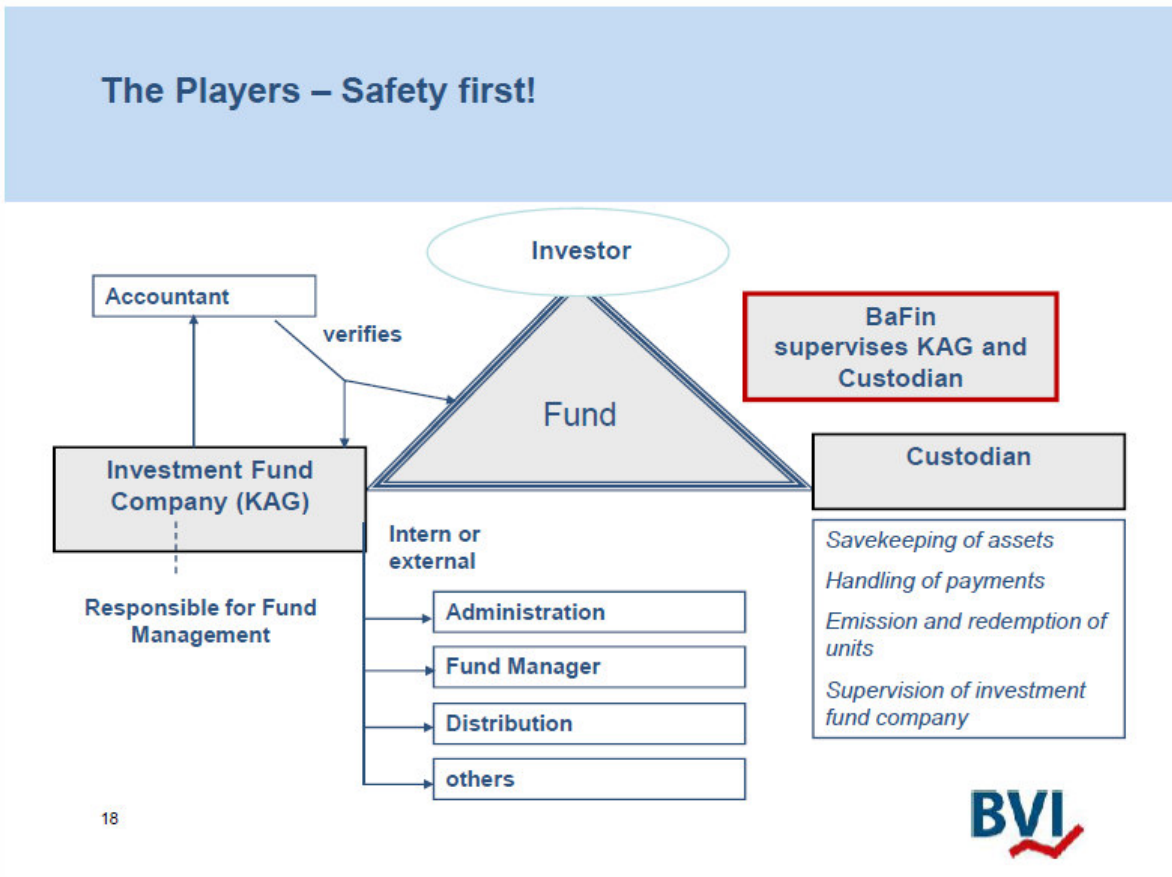 The Players – Safety first!
Investor
Accountant
verifies
BaFin
supervises KAG and
Custodian
Fund
Investment Fund
Company (KAG)
Custodian
Intern or
external
Savekeeping of assets
Handling of payments
Emission and redemption of
units
Supervision of investment
fund company
Responsible for Fund
Management
Administration
Fund Manager
Distribution
others
18
BVI